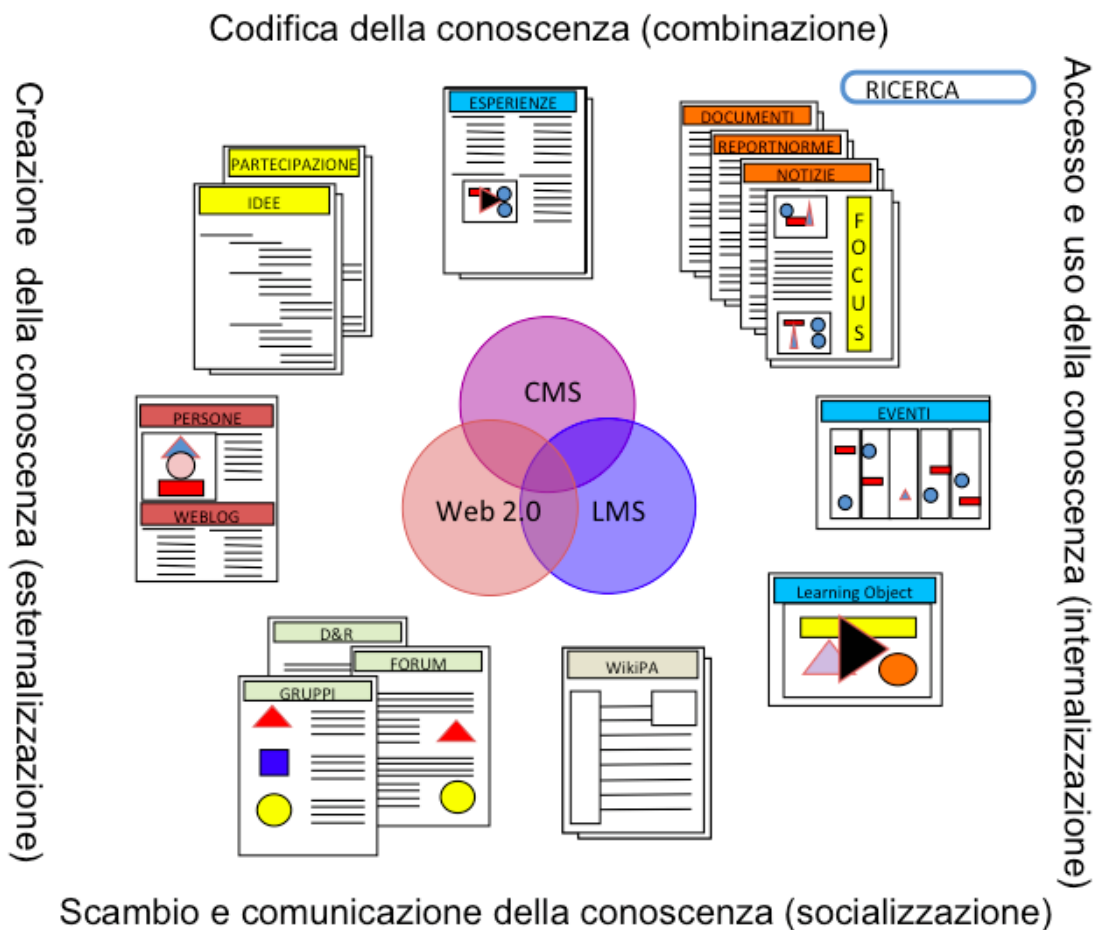 Codifica della conoscenza (combinazione)
RICERCA
ESPERIENZE
DOCUMENTI
REPORTNORME
NOTIZIE
FOCUS
PARTECIPAZIONE
IDEE
Creazione della conoscenza (esternalizzazione)
Accesso e uso della conoscenza (internalizzazione)
CMS
Web 2.0
LMS
PERSONE
WEBLOG
EVENTI
Learning Object
D&R
FORUM
GRUPPI
WikiPA
Scambio e comunicazione della conoscenza (socializzazione)